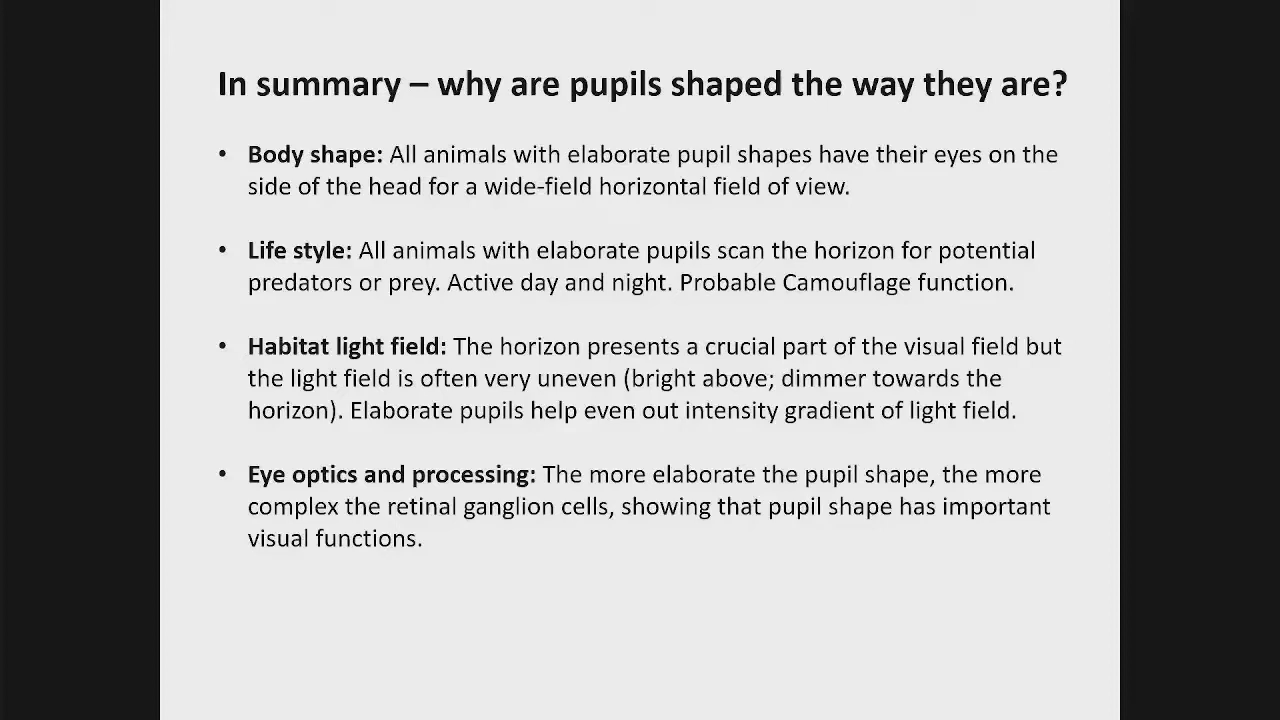 In summary – why are pupils shaped the way they are?
• Body shape: All animals with elaborate pupil shapes have their eyes on the
side of the head for a wide-field horizontal field of view.
• Life style: All animals with elaborate pupils scan the horizon for potential
predators or prey. Active day and night. Probable Camouflage function.
• Habitat light field: The horizon presents a crucial part of the visual field but
the light field is often very uneven (bright above; dimmer towards the
horizon). Elaborate pupils help even out intensity gradient of light field.
• Eye optics and processing: The more elaborate the pupil shape, the more
complex the retinal ganglion cells, showing that pupil shape has important
visual functions.